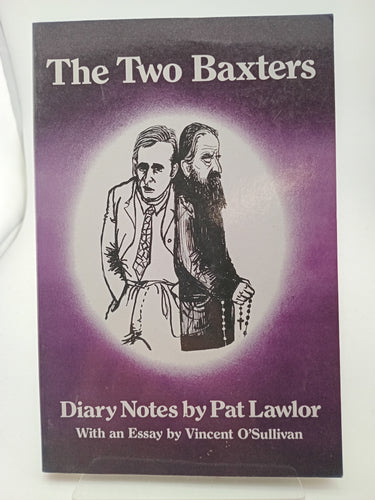 The Two Baxters
Diary Notes by Pat Lawlor
With an Essay by Vincent O'Sullivan